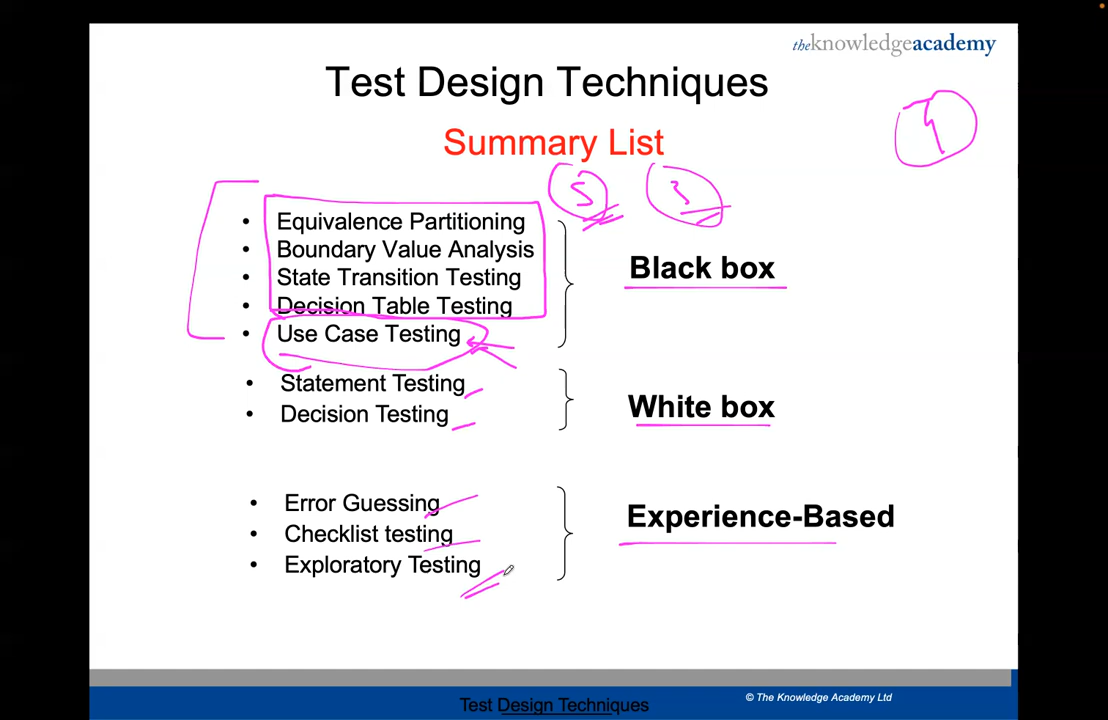 theknowledgeacademy
Test Design Techniques
Summary List
5 3
• Equivalence Partitioning
• Boundary Value Analysis
• State Transition Testing
• Decision Table Testing
• Use Case Testing
Black box
• Statement Testing
• Decision Testing
White box
• Error Guessing
• Checklist testing
• Exploratory Testing
Experience-Based
Test Design Techniques
© The Knowledge Academy Ltd